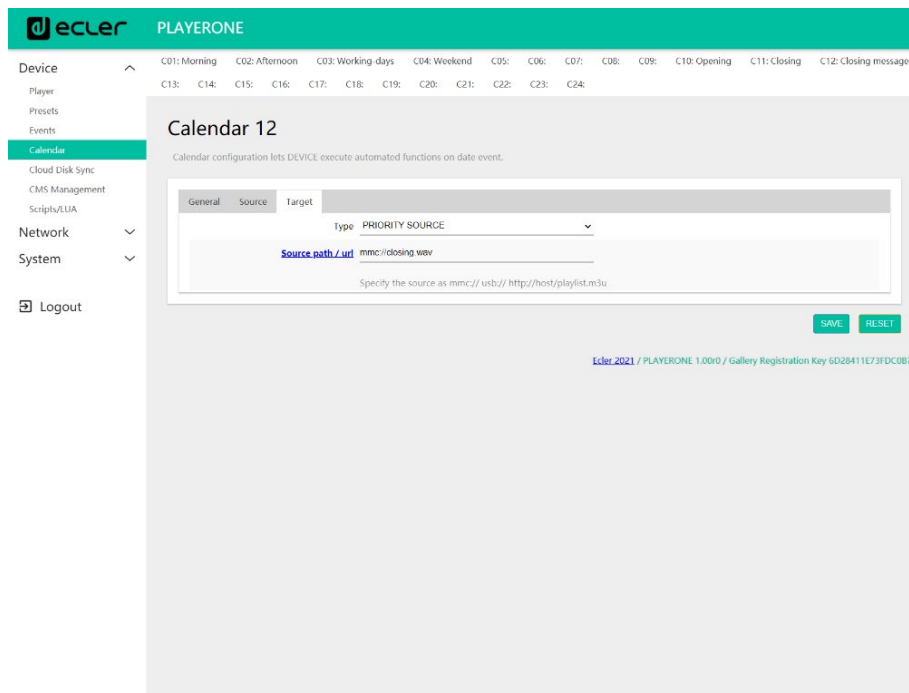 ecler PLAYERONE
Device
Player
Presets
Events
Calendar
Cloud Disk Sync
CMS Management
Scripts/LUA
Network
System
Logout
C01: Morning C02: Afternoon C03: Working-days C04: Weekend C05: C06: C07: C08: C09: C10: Opening C11: Closing C12: Closing message
C13: C14: C15: C16: C17: C18: C19: C20: C21: C22: C23: C24:
Calendar 12
Calendar configuration lets DEVICE execute automated functions on date event.
General Source Target
Type PRIORITY SOURCE
Source path / url mmc://closing.wav
Specify the source as mmc:// usb:// http://host/playlist.m3u
SAVE RESET
Ecler 2021 / PLAYERONE 1.00r0 / Gallery Registration Key